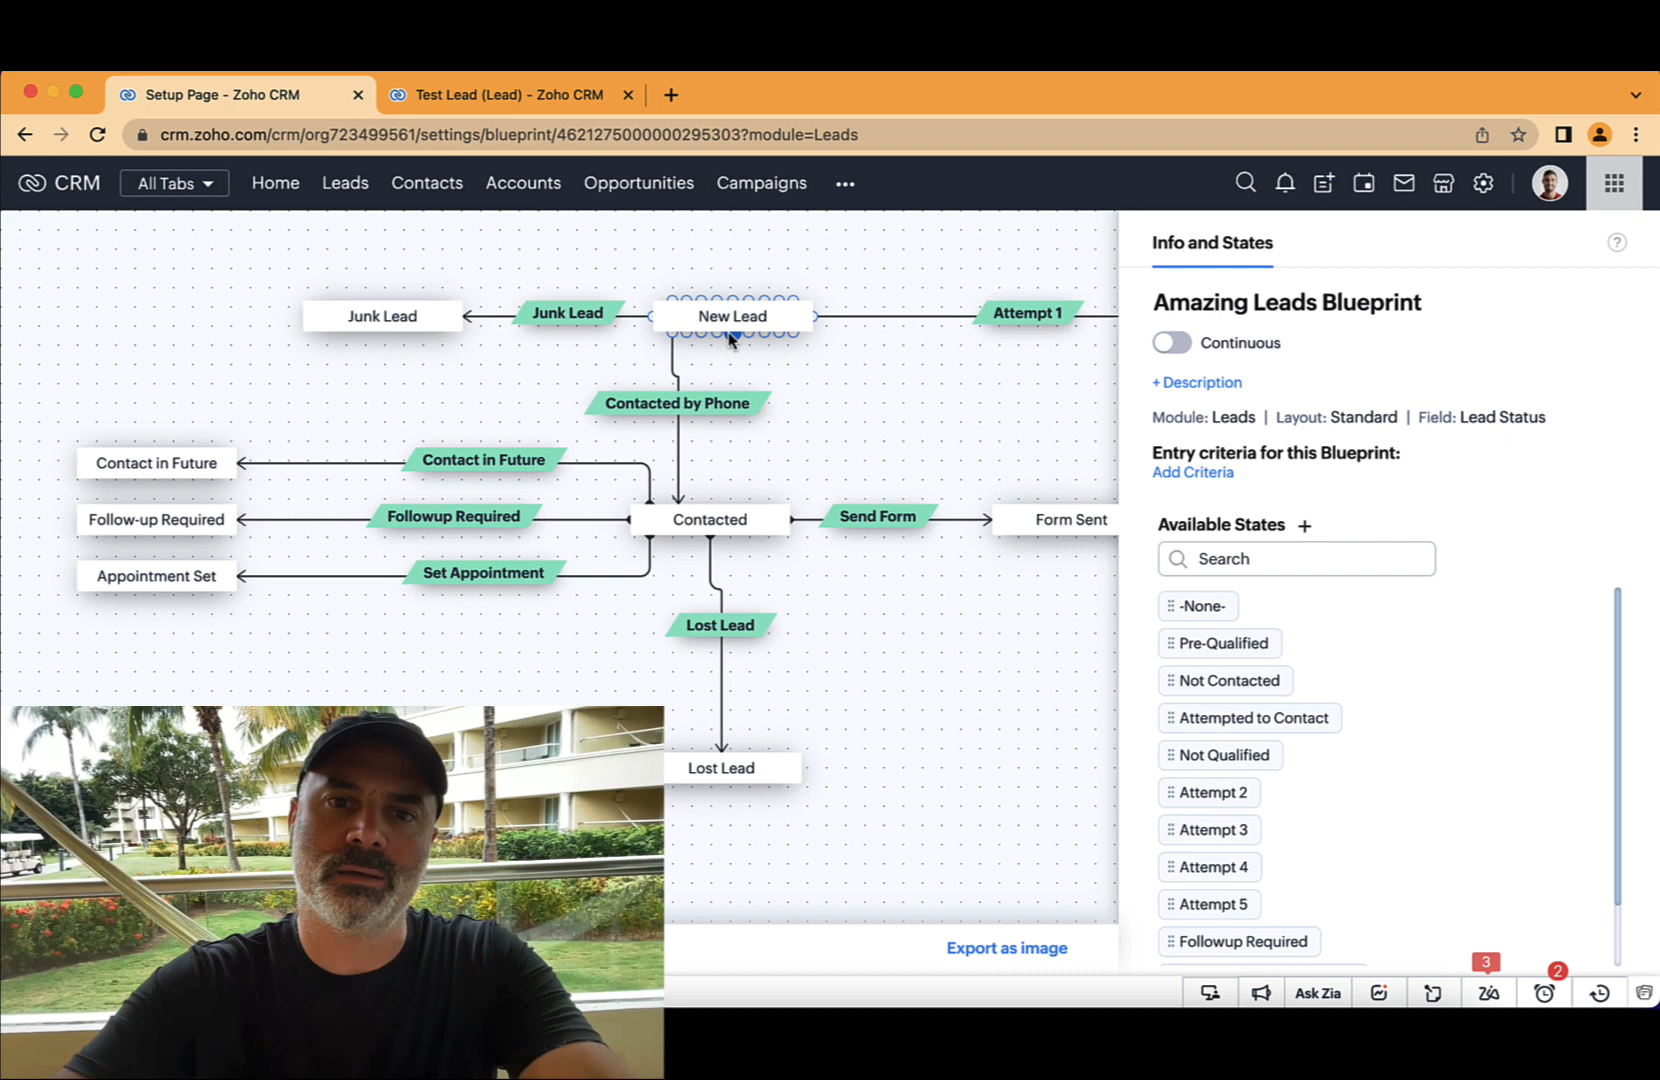 Setup Page - Zoho CRM
Test Lead (Lead) - Zoho CRM
crm.zoho.com/crm/org723499561/settings/blueprint/4621275000000295303?module=Leads
CRM
All Tabs
Home
Leads
Contacts
Accounts
Opportunities
Campaigns
Junk Lead
Junk Lead
New Lead
Attempt 1
Contacted by Phone
Contact in Future
Contact in Future
Follow-up Required
Followup Required
Contacted
Send Form
Form Sent
Appointment Set
Set Appointment
Lost Lead
Lost Lead
Export as image
Info and States
?
Amazing Leads Blueprint
Continuous
+ Description
Module: Leads | Layout: Standard | Field: Lead Status
Entry criteria for this Blueprint:
Add Criteria
Available States +
Search
-None-
Pre-Qualified
Not Contacted
Attempted to Contact
Not Qualified
Attempt 2
Attempt 3
Attempt 4
Attempt 5
Followup Required
3
2
Ask Zia